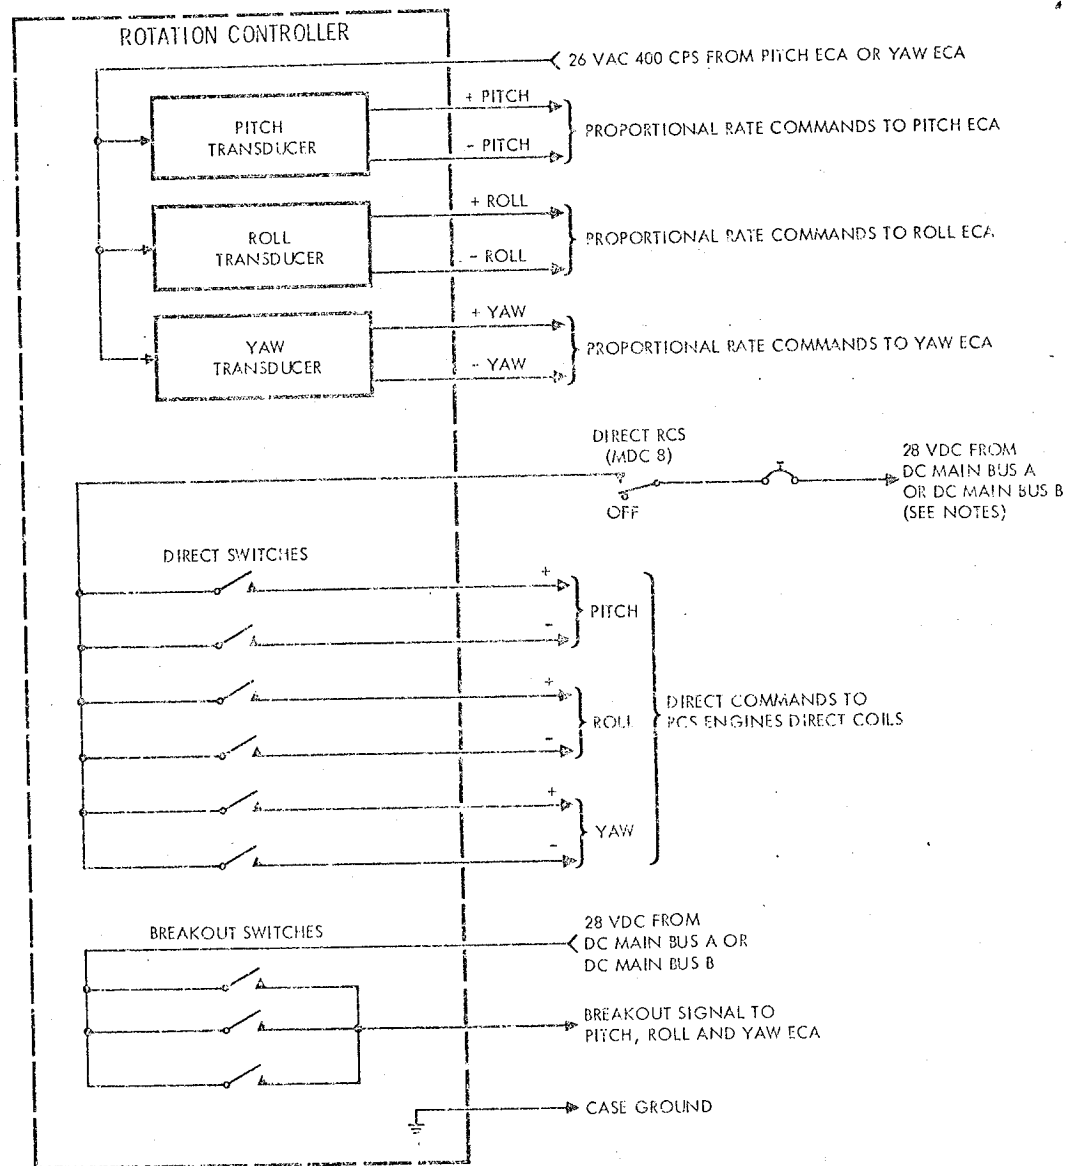 ROTATION CONTROLLER
26 VAC 400 CPS FROM PITCH ECA OR YAW ECA
PITCH
TRANSDUCER
+ PITCH
- PITCH
PROPORTIONAL RATE COMMANDS TO PITCH ECA
ROLL
TRANSDUCER
+ ROLL
- ROLL
PROPORTIONAL RATE COMMANDS TO ROLL ECA
YAW
TRANSDUCER
+ YAW
- YAW
PROPORTIONAL RATE COMMANDS TO YAW ECA
DIRECT RCS
(MDC 8)
OFF
28 VDC FROM
DC MAIN BUS A
OR DC MAIN BUS B
(SEE NOTES)
DIRECT SWITCHES
+
-
PITCH
+
-
ROLL
+
-
YAW
DIRECT COMMANDS TO
RCS ENGINES DIRECT COILS
BREAKOUT SWITCHES
28 VDC FROM
DC MAIN BUS A OR
DC MAIN BUS B
BREAKOUT SIGNAL TO
PITCH, ROLL AND YAW ECA
CASE GROUND